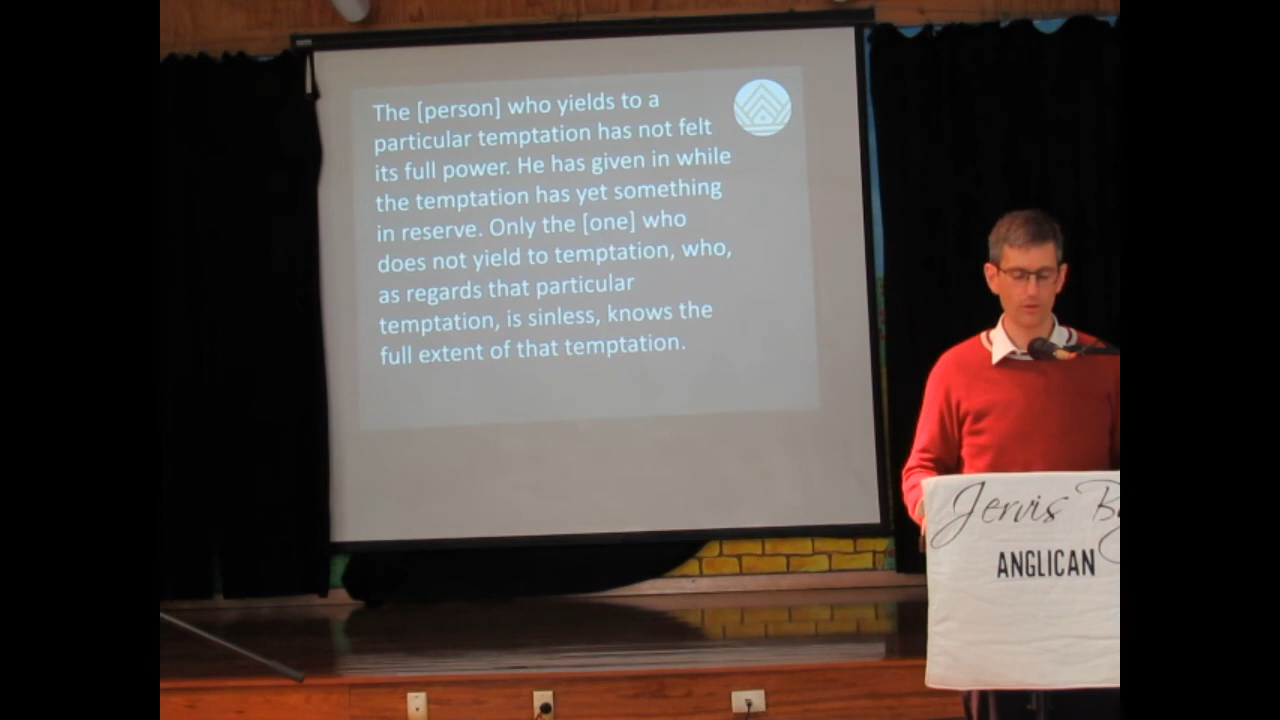 The [person] who yields to a
particular temptation has not felt
its full power. He has given in while
the temptation has yet something
in reserve. Only the [one] who
does not yield to temptation, who,
as regards that particular
temptation, is sinless, knows the
full extent of that temptation.
Jervis
ANGLICAN